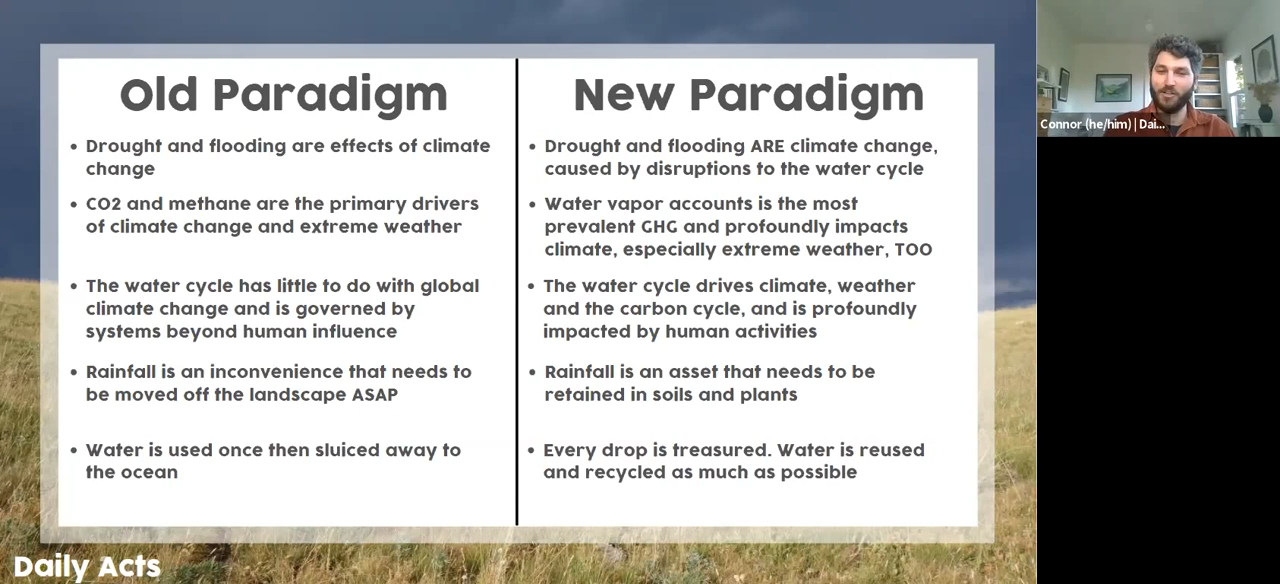 Old Paradigm
• Drought and flooding are effects of climate
change
• CO2 and methane are the primary drivers
of climate change and extreme weather
• The water cycle has little to do with global
climate change and is governed by
systems beyond human influence
• Rainfall is an inconvenience that needs to
be moved off the landscape ASAP
• Water is used once then sluiced away to
the ocean
New Paradigm
• Drought and flooding ARE climate change,
caused by disruptions to the water cycle
• Water vapor accounts is the most
prevalent GHG and profoundly impacts
climate, especially extreme weather, TOO
• The water cycle drives climate, weather
and the carbon cycle, and is profoundly
impacted by human activities
• Rainfall is an asset that needs to be
retained in soils and plants
• Every drop is treasured. Water is reused
and recycled as much as possible
Daily Acts
Connor (he/him) | Dai...